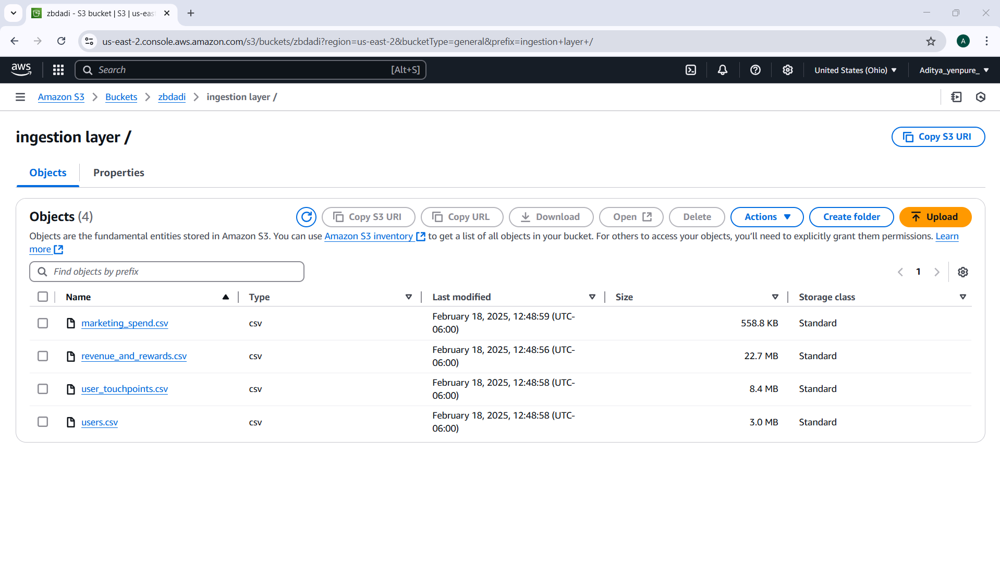 zbdadi - S3 bucket | S3 | us-eas
us-east-2.console.aws.amazon.com/s3/buckets/zbdadi?region=us-east-2&bucketType=general&prefix=ingestion+layer+/
A
aws
Search
[Alt+S]
United States (Ohio)
Aditya_yenpure_
Amazon S3
Buckets
zbdadi
ingestion layer /
ingestion layer /
Copy S3 URI
Objects
Properties
Objects (4)
Copy S3 URI
Copy URL
Download
Open
Delete
Actions
Create folder
Upload
Objects are the fundamental entities stored in Amazon S3. You can use Amazon S3 inventory to get a list of all objects in your bucket. For others to access your objects, you’ll need to explicitly grant them permissions. Learn
more
Find objects by prefix
1
Name
Type
Last modified
Size
Storage class
marketing_spend.csv
csv
February 18, 2025, 12:48:59 (UTC-
06:00)
558.8 KB
Standard
revenue_and_rewards.csv
csv
February 18, 2025, 12:48:56 (UTC-
06:00)
22.7 MB
Standard
user_touchpoints.csv
csv
February 18, 2025, 12:48:58 (UTC-
06:00)
8.4 MB
Standard
users.csv
csv
February 18, 2025, 12:48:58 (UTC-
06:00)
3.0 MB
Standard